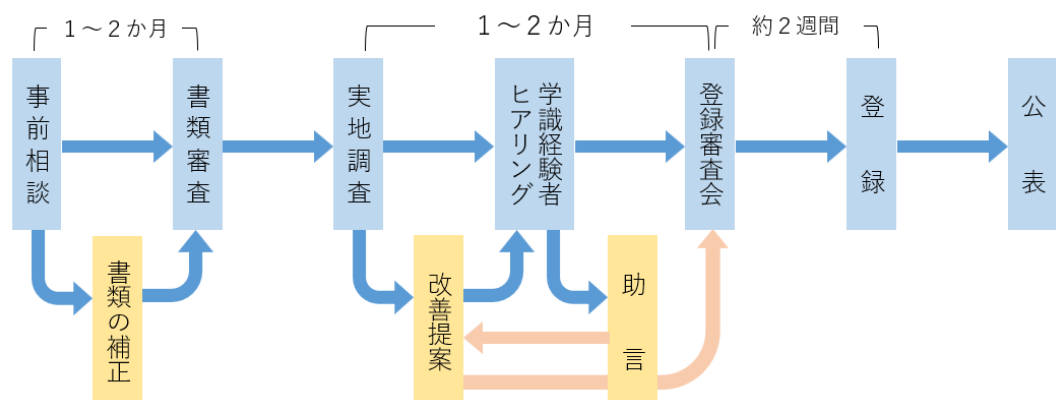 1～2か月
1～2か月
約2週間
事前相談
書類審査
実地調査
学識経験者
ヒアリング
登録審査会
登録
公表
書類の補正
改善提案
助言